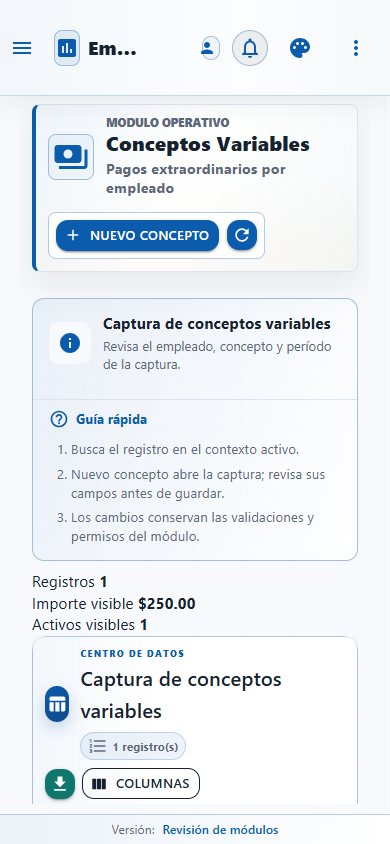 Em...
MODULO OPERATIVO
Conceptos Variables
Pagos extraordinarios por
empleado
NUEVO CONCEPTO
Captura de conceptos variables
Revisa el empleado, concepto y período
de la captura.
Guía rápida
1. Busca el registro en el contexto activo.
2. Nuevo concepto abre la captura; revisa sus
campos antes de guardar.
3. Los cambios conservan las validaciones y
permisos del módulo.
Registros 1
Importe visible $250.00
Activos visibles 1
CENTRO DE DATOS
Captura de conceptos
variables
1 registro(s)
COLUMNAS
Versión: Revisión de módulos